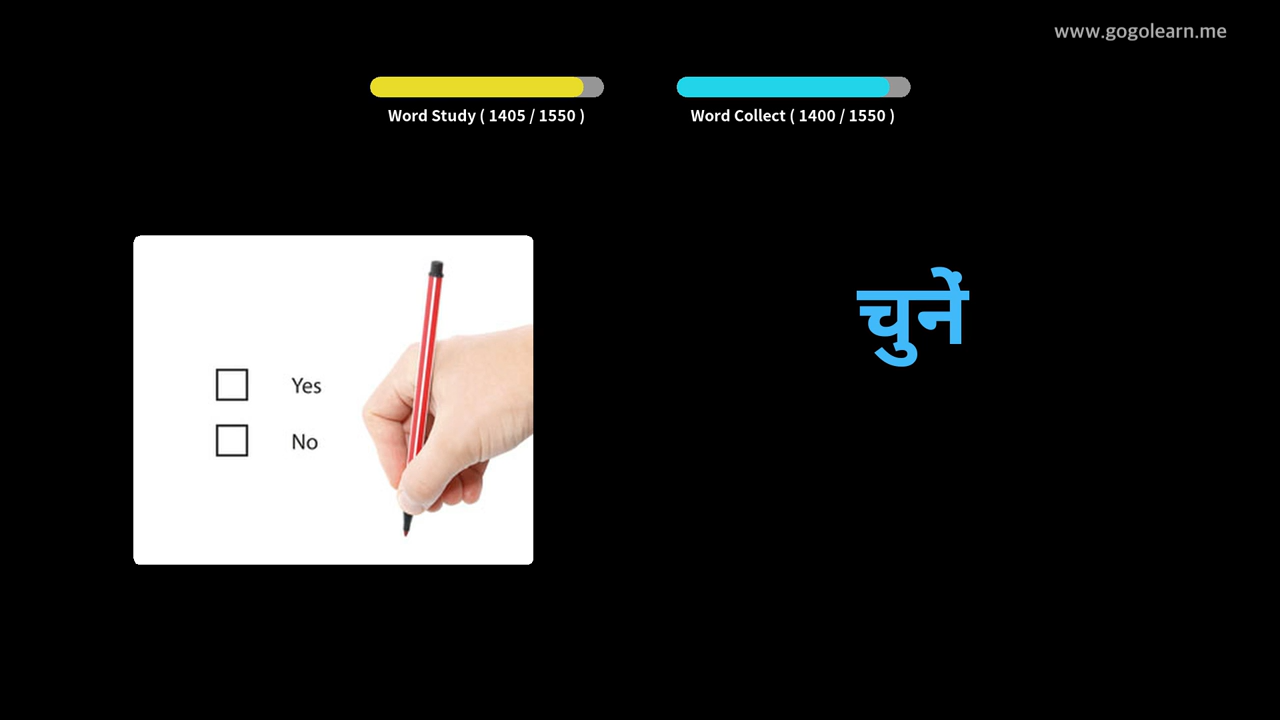 www.gogolearn.me
Word Study ( 1405 / 1550 )
Word Collect ( 1400 / 1550 )
चुनें
Yes
No